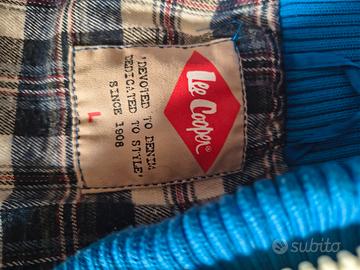 Lee Cooper®
'DEVOTED TO DENIM
DEDICATED TO STYLE'
SINCE 1908
L
subito